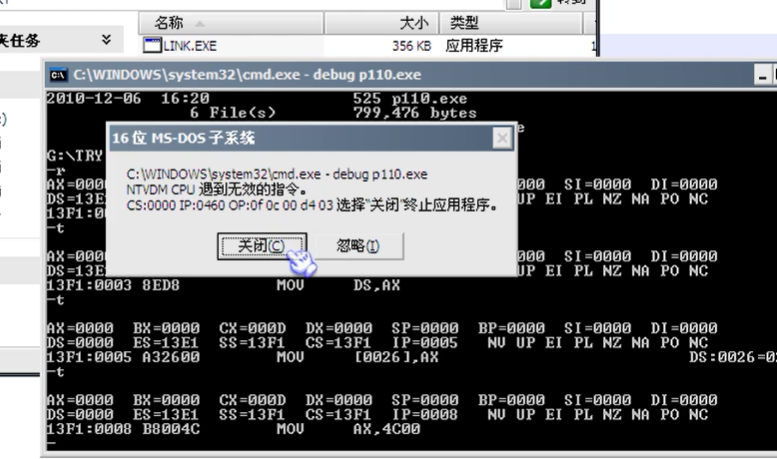 名称
大小
类型
夹任务
LINK.EXE
356 KB
应用程序
C:\WINDOWS\system32\cmd.exe - debug p110.exe
2010-12-06  16:20                525 p110.exe
6 File(s)        799,476 bytes
16 位 MS-DOS 子系统
C:\WINDOWS\system32\cmd.exe - debug p110.exe
NTVDM CPU 遇到无效的指令。
CS:0000 IP:0460 OP:0f 0c 00 d4 03 选择"关闭"终止应用程序。
关闭(C)
忽略(I)
G:\TRY
-r
AX=000
000  SI=0000  DI=0000
DS=13E
UP EI PL NZ NA PO NC
13F1:0
-t
AX=000
000  SI=0000  DI=0000
DS=13E
UP EI PL NZ NA PO NC
13F1:0003 8ED8          MOV     DS,AX
-t
AX=0000  BX=0000  CX=000D  DX=0000  SP=0000  BP=0000  SI=0000  DI=0000
DS=0000  ES=13E1  SS=13F1  CS=13F1  IP=0005   NV UP EI PL NZ NA PO NC
13F1:0005 A32600        MOV     [0026],AX                          DS:0026=
-t
AX=0000  BX=0000  CX=000D  DX=0000  SP=0000  BP=0000  SI=0000  DI=0000
DS=0000  ES=13E1  SS=13F1  CS=13F1  IP=0008   NV UP EI PL NZ NA PO NC
13F1:0008 B8004C        MOV     AX,4C00
-